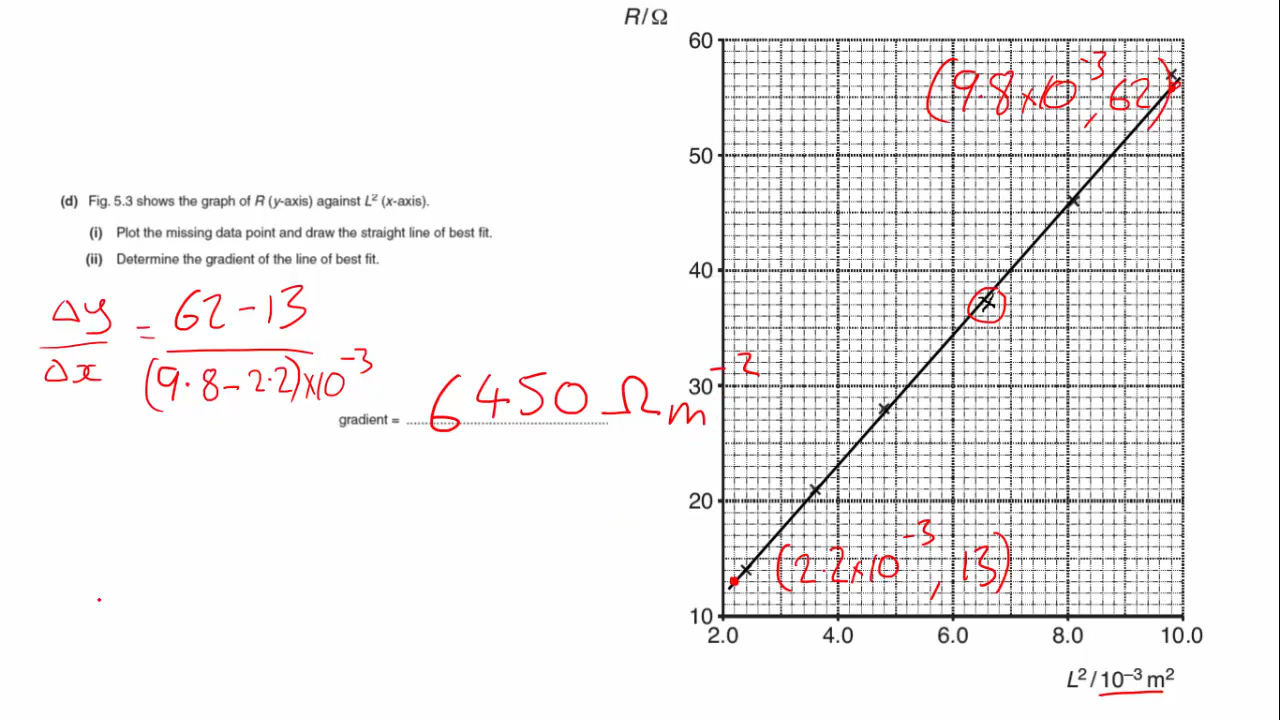 R/Ω
60
(9.8×10⁻³, 62)
50
(d) Fig. 5.3 shows the graph of R (y-axis) against L² (x-axis).
(i) Plot the missing data point and draw the straight line of best fit.
(ii) Determine the gradient of the line of best fit.
40
Δy/Δx = 62-13/(9.8-2.2)×10⁻³
30
gradient = 6450 Ω m⁻²
20
(2.2×10⁻³, 13)
10
2.0 4.0 6.0 8.0 10.0
L²/10⁻³ m²